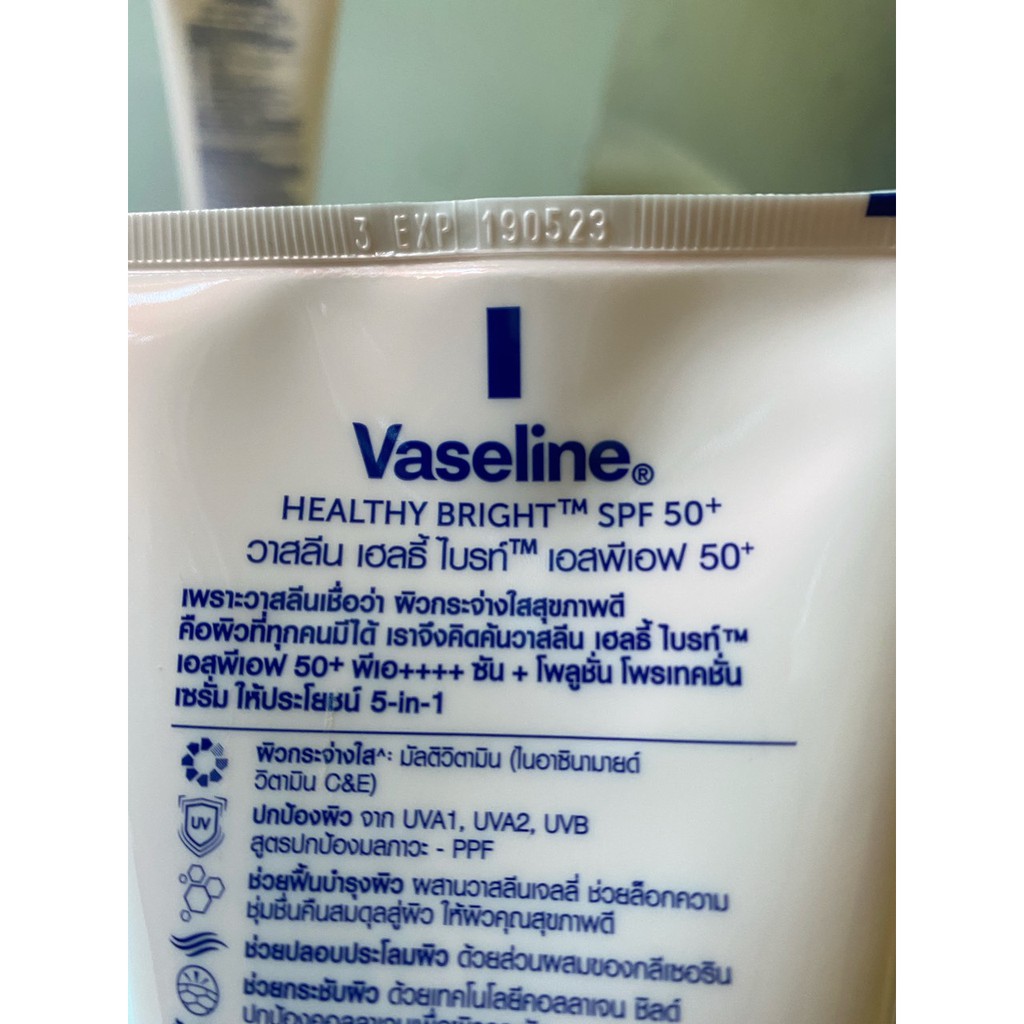 3 EXP 190523
Vaseline®
HEALTHY BRIGHT™ SPF 50+
วาสลีน เฮลธี้ ไบรท์™ เอสพีเอฟ 50+
เพราะวาสลีนเชื่อว่า ผิวกระจ่างใสสุขภาพดี
คือผิวที่ทุกคนมีได้ เราจึงคิดค้นวาสลีน เฮลธี้ ไบรท์™
เอสพีเอฟ 50+ พีเอ++++ ซัน + โพลูชั่น โพรเทคชั่น
เซรั่ม ให้ประโยชน์ 5-in-1
ผิวกระจ่างใส^: มัลติวิตามิน (ไนอาซินามายด์
วิตามิน C&E)
UV
ปกป้องผิว จาก UVA1, UVA2, UVB
สูตรปกป้องมลภาวะ - PPF
ช่วยฟื้นบำรุงผิว ผสานวาสลีนเจลลี่ ช่วยล็อกความ
ชุ่มชื่นคืนสมดุลสู่ผิว ให้ผิวคุณสุขภาพดี
ช่วยปลอบประโลมผิว ด้วยส่วนผสมของกลีเซอรีน
ช่วยกระชับผิว ด้วยเทคโนโลยีคอลลาเจน ชิลด์